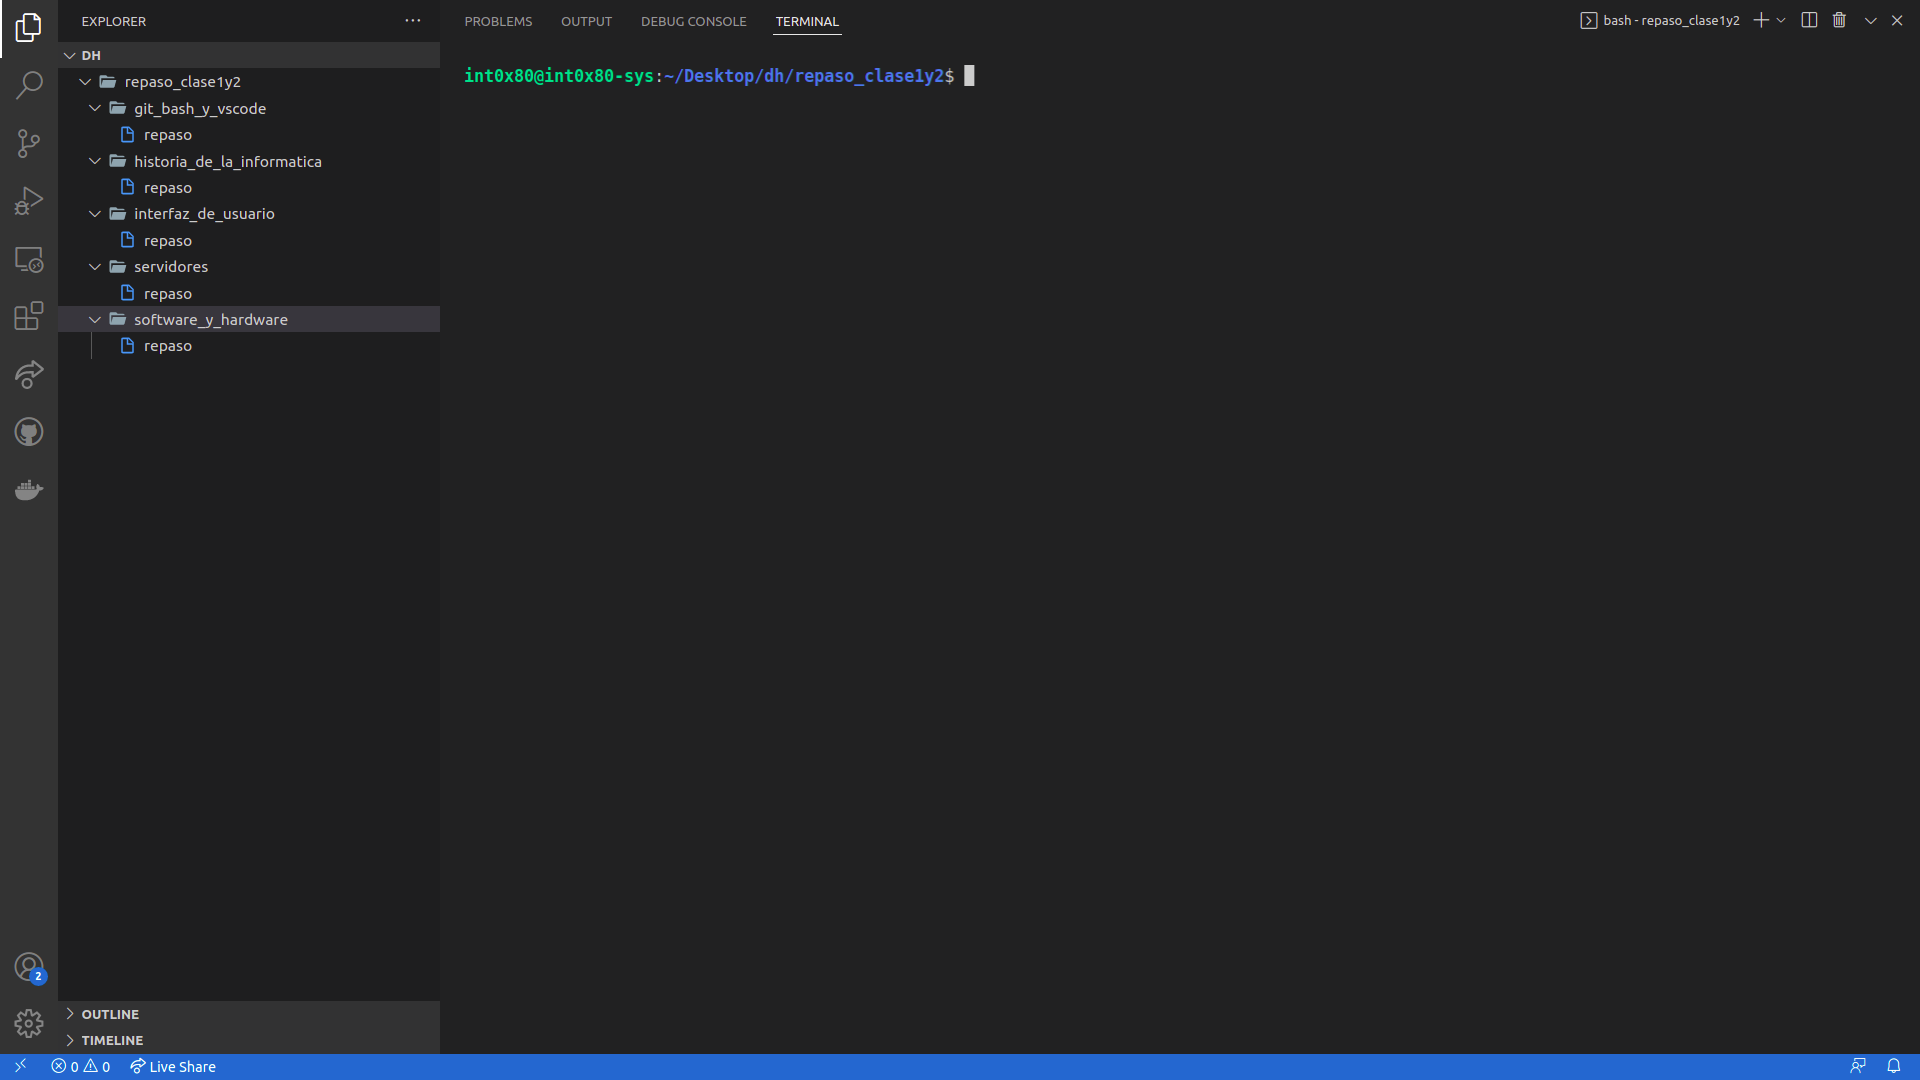 EXPLORER
DH
repaso_clase1y2
git_bash_y_vscode
repaso
historia_de_la_informatica
repaso
interfaz_de_usuario
repaso
servidores
repaso
software_y_hardware
repaso
OUTLINE
TIMELINE
PROBLEMS OUTPUT DEBUG CONSOLE TERMINAL
bash - repaso_clase1y2
int0x80@int0x80-sys:~/Desktop/dh/repaso_clase1y2$
2
0 0 Live Share